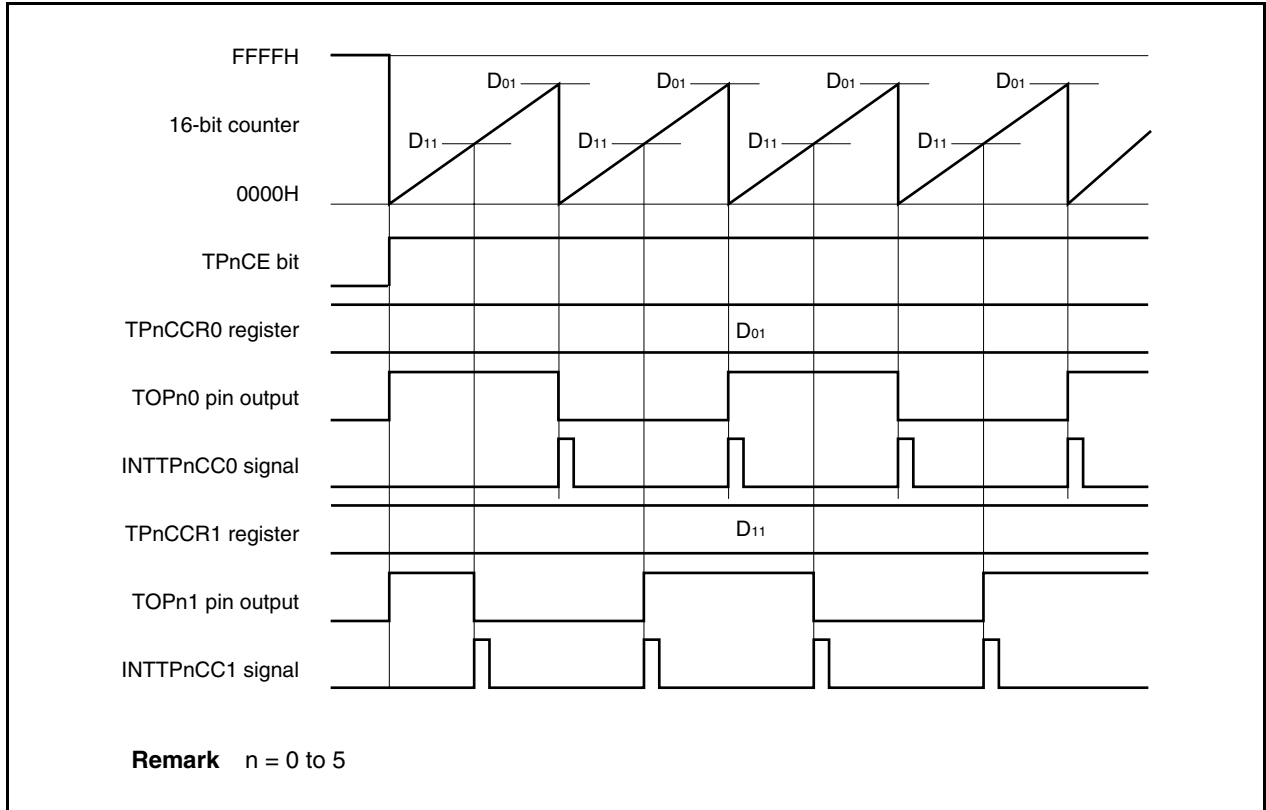 FFFFH
D01 D01 D01 D01
16-bit counter
D11 D11 D11 D11
0000H
TPnCE bit
TPnCCR0 register
D01
TOPn0 pin output
INTTPnCC0 signal
TPnCCR1 register
D11
TOPn1 pin output
INTTPnCC1 signal
Remark n = 0 to 5